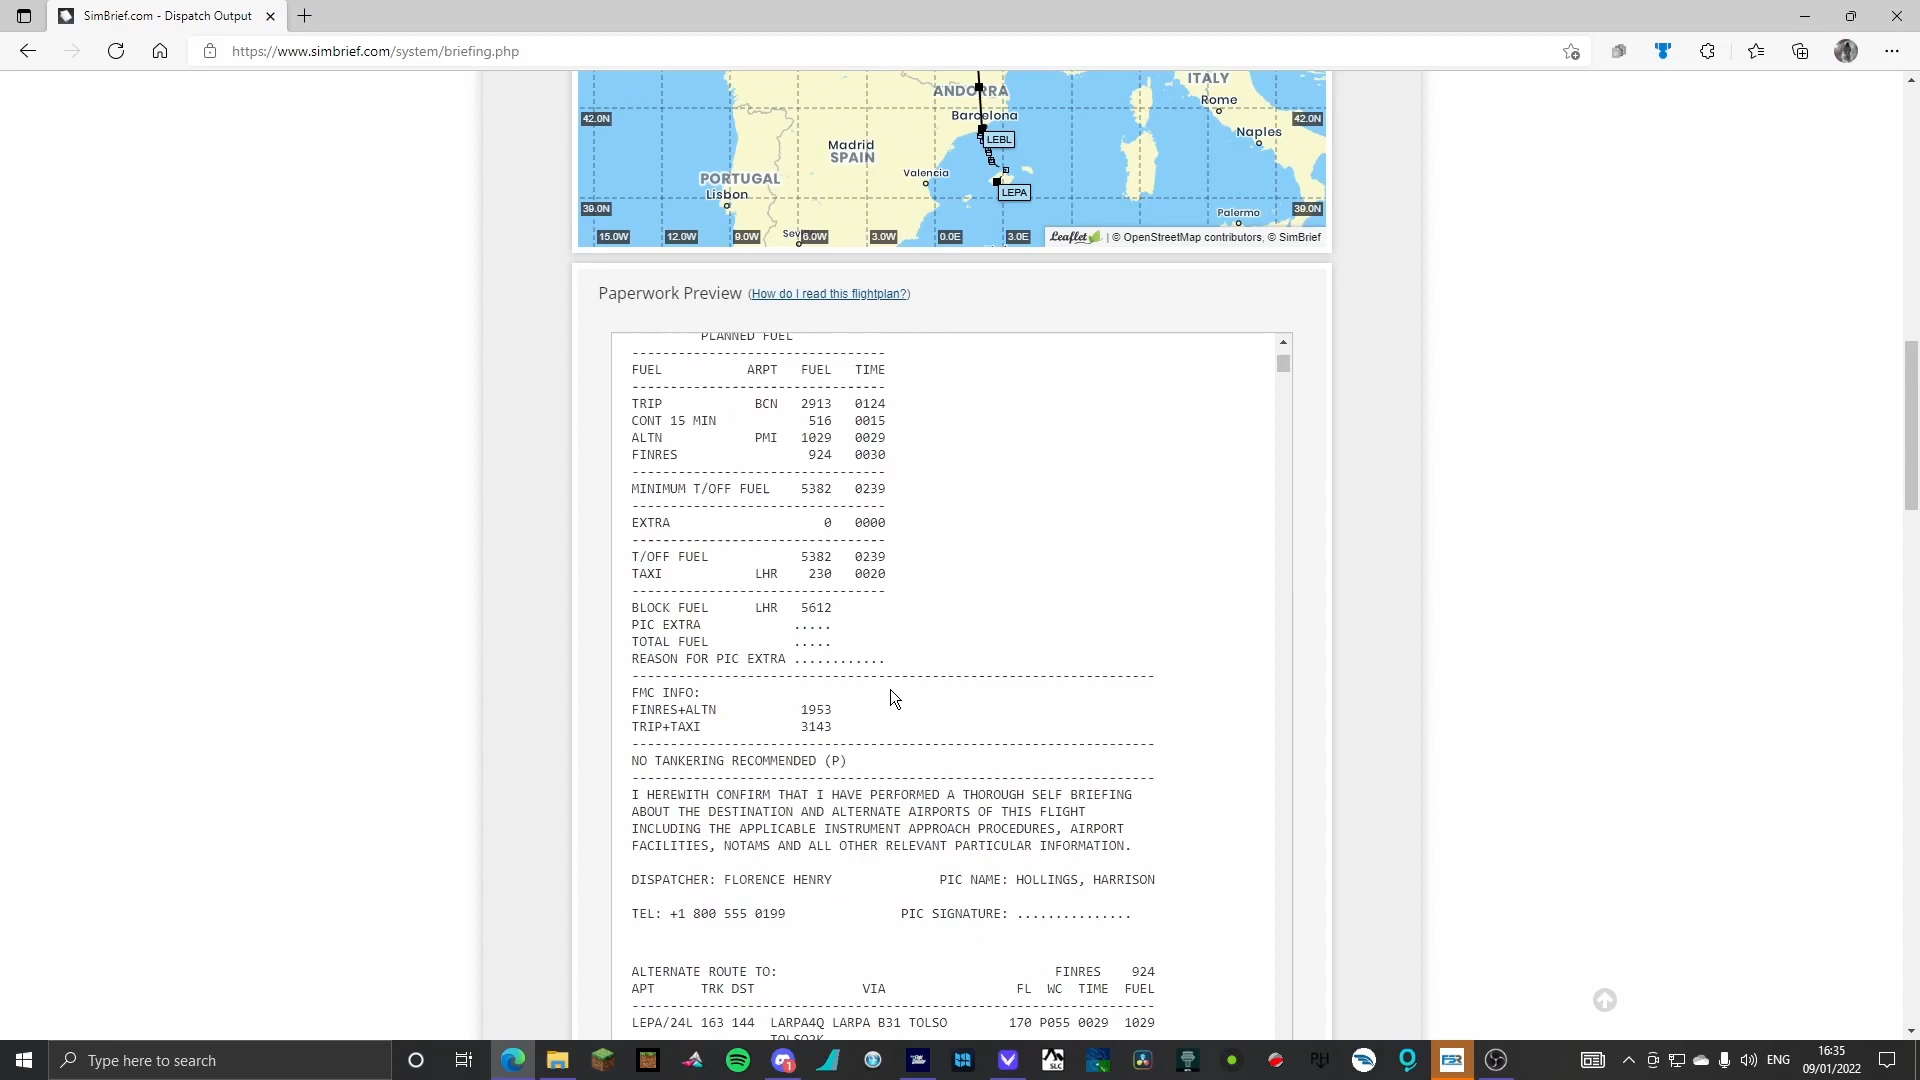 SimBrief.com - Dispatch Output
https://www.simbrief.com/system/briefing.php
ITALY
ANDORRA
Rome
Barcelona
42.0N
42.0N
Naples
LEBL
Madrid
SPAIN
Valencia
PORTUGAL
Lisbon
LEPA
39.0N
39.0N
Palermo
15.0W 12.0W 9.0W 6.0W 3.0W 0.0E 3.0E
Leaflet | © OpenStreetMap contributors, © SimBrief
Paperwork Preview (How do I read this flightplan?)
PLANNED FUEL
---------------------------------
FUEL ARPT FUEL TIME
---------------------------------
TRIP BCN 2913 0124
CONT 15 MIN 516 0015
ALTN PMI 1029 0029
FINRES 924 0030
---------------------------------
MINIMUM T/OFF FUEL 5382 0239
---------------------------------
EXTRA 0 0000
---------------------------------
T/OFF FUEL 5382 0239
TAXI LHR 230 0020
---------------------------------
BLOCK FUEL LHR 5612
PIC EXTRA .....
TOTAL FUEL .....
REASON FOR PIC EXTRA ............
--------------------------------------------------------------------
FMC INFO:
FINRES+ALTN 1953
TRIP+TAXI 3143
--------------------------------------------------------------------
NO TANKERING RECOMMENDED (P)
--------------------------------------------------------------------
I HEREWITH CONFIRM THAT I HAVE PERFORMED A THOROUGH SELF BRIEFING
ABOUT THE DESTINATION AND ALTERNATE AIRPORTS OF THIS FLIGHT
INCLUDING THE APPLICABLE INSTRUMENT APPROACH PROCEDURES, AIRPORT
FACILITIES, NOTAMS AND ALL OTHER RELEVANT PARTICULAR INFORMATION.
DISPATCHER: FLORENCE HENRY PIC NAME: HOLLINGS, HARRISON
TEL: +1 800 555 0199 PIC SIGNATURE: ...............
ALTERNATE ROUTE TO: FINRES 924
APT TRK DST VIA FL WC TIME FUEL
--------------------------------------------------------------------
LEPA/24L 163 144 LARPA4Q LARPA B31 TOLSO 170 P055 0029 1029
Type here to search
ENG
16:35
09/01/2022